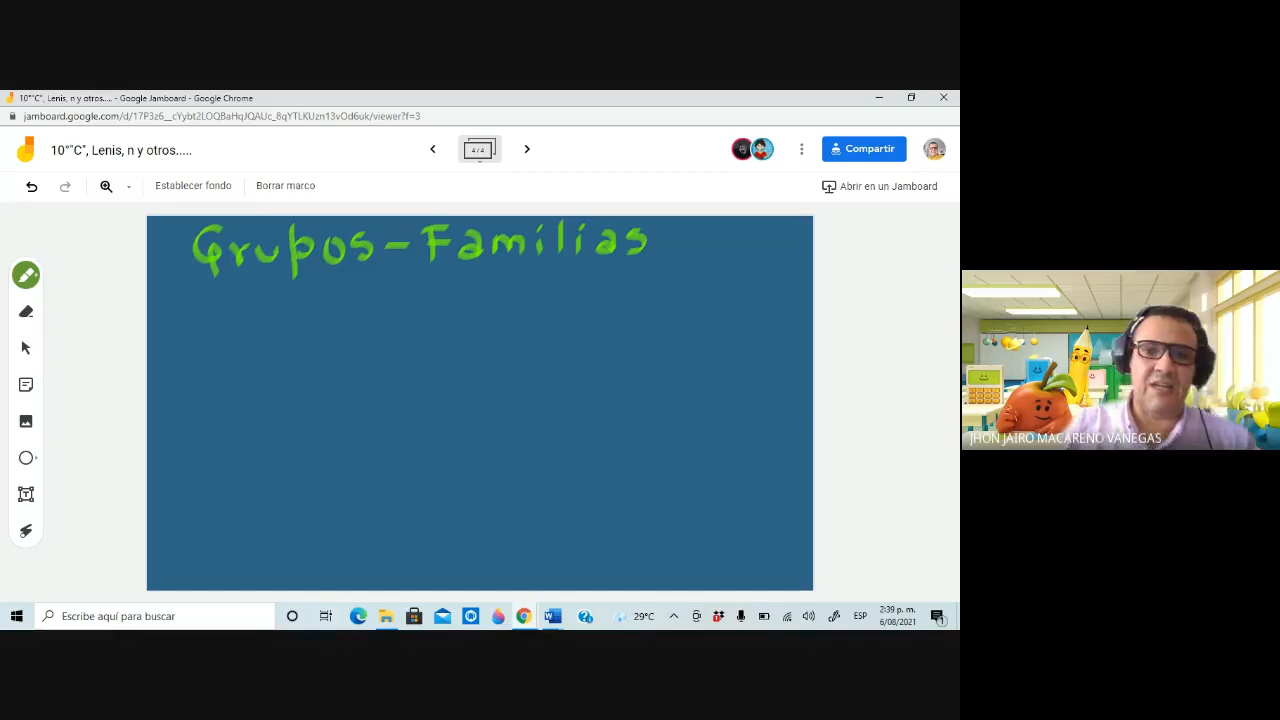 10°"C", Lenis, n y otros..... - Google Jamboard - Google Chrome
jamboard.google.com/d/17P3z6__cYybt2LOQBaHqJQAUc_8qYTLKUzn13vOd6uk/viewer?f=3
10°"C", Lenis, n y otros.....
4 / 4
Compartir
Establecer fondo
Borrar marco
Abrir en un Jamboard
Grupos - Familias
JHON JAIRO MACARENO VANEGAS
Escribe aquí para buscar
29°C
ESP
2:39 p. m.
6/08/2021